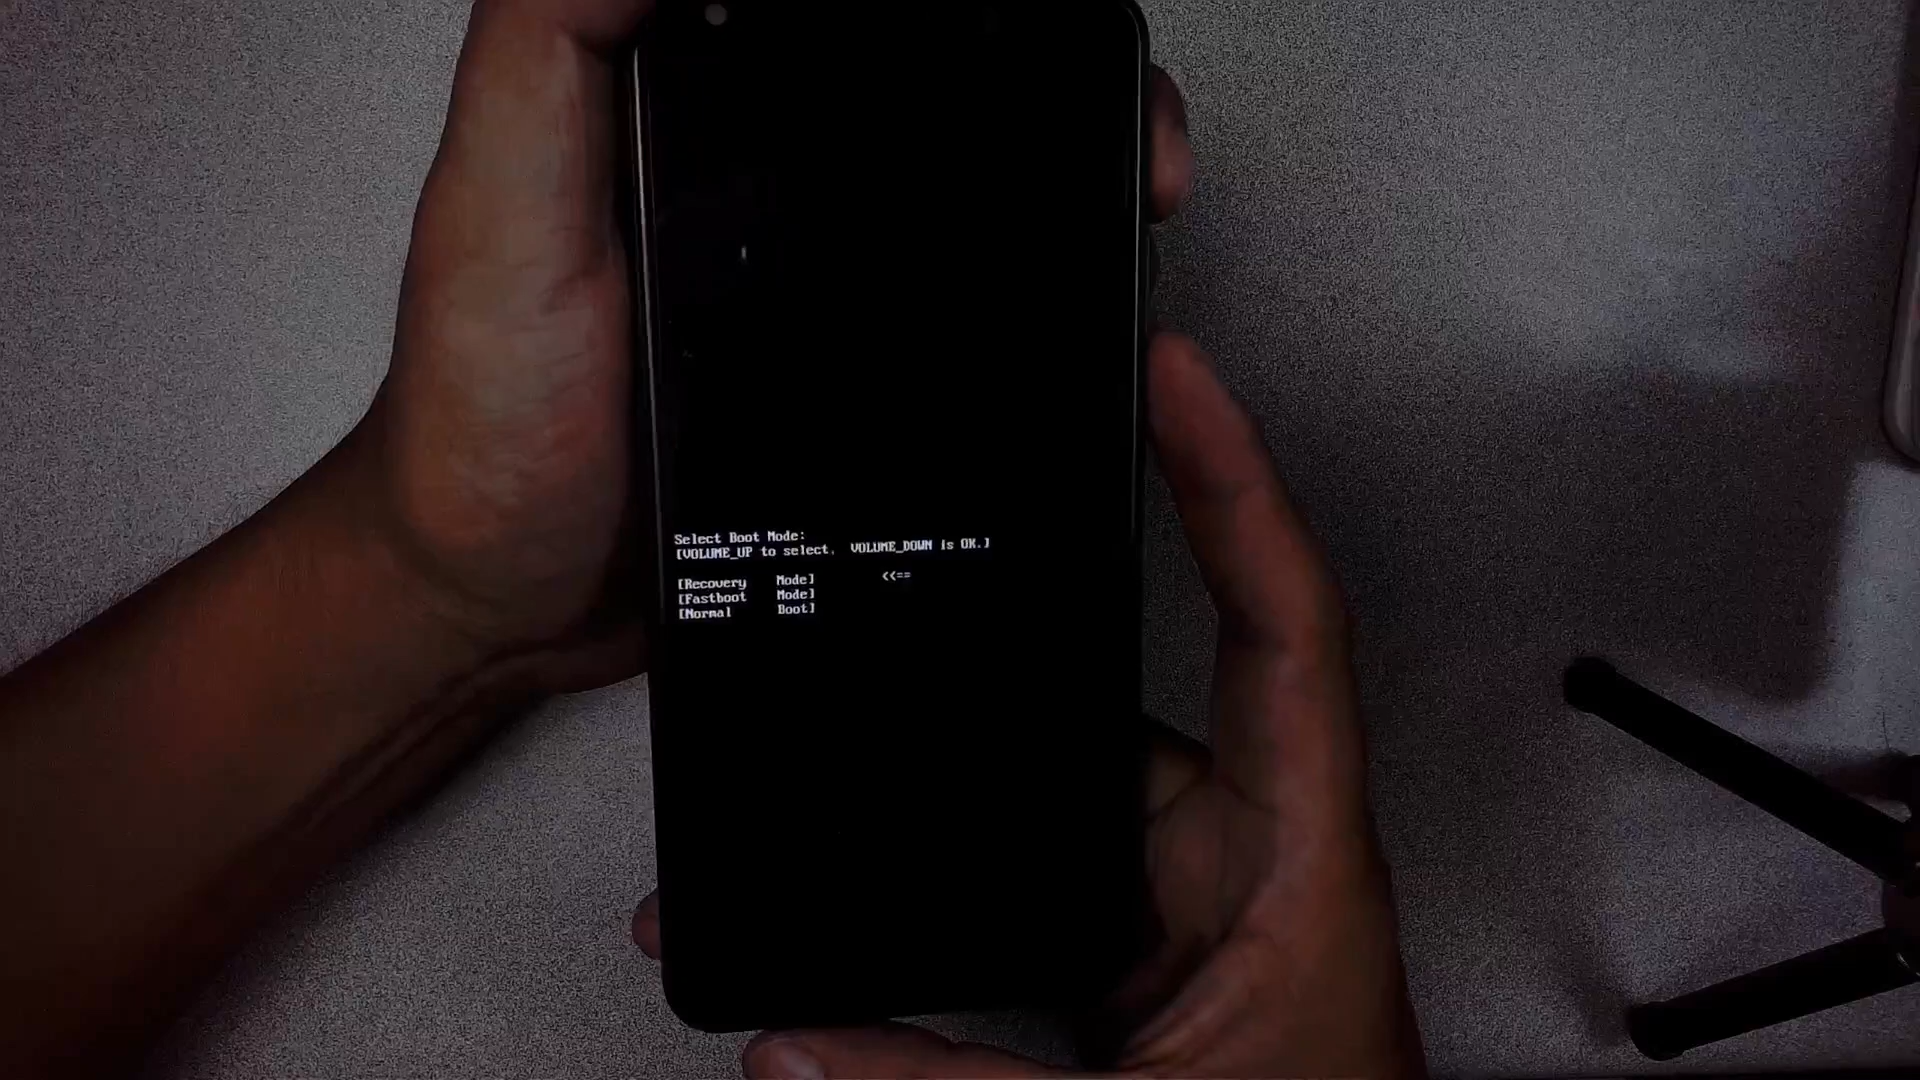 Select Boot Mode:
[VOLUME_UP to select.  VOLUME_DOWN is OK.]
[Recovery    Mode]         <<==
[Fastboot    Mode]
[Normal      Boot]